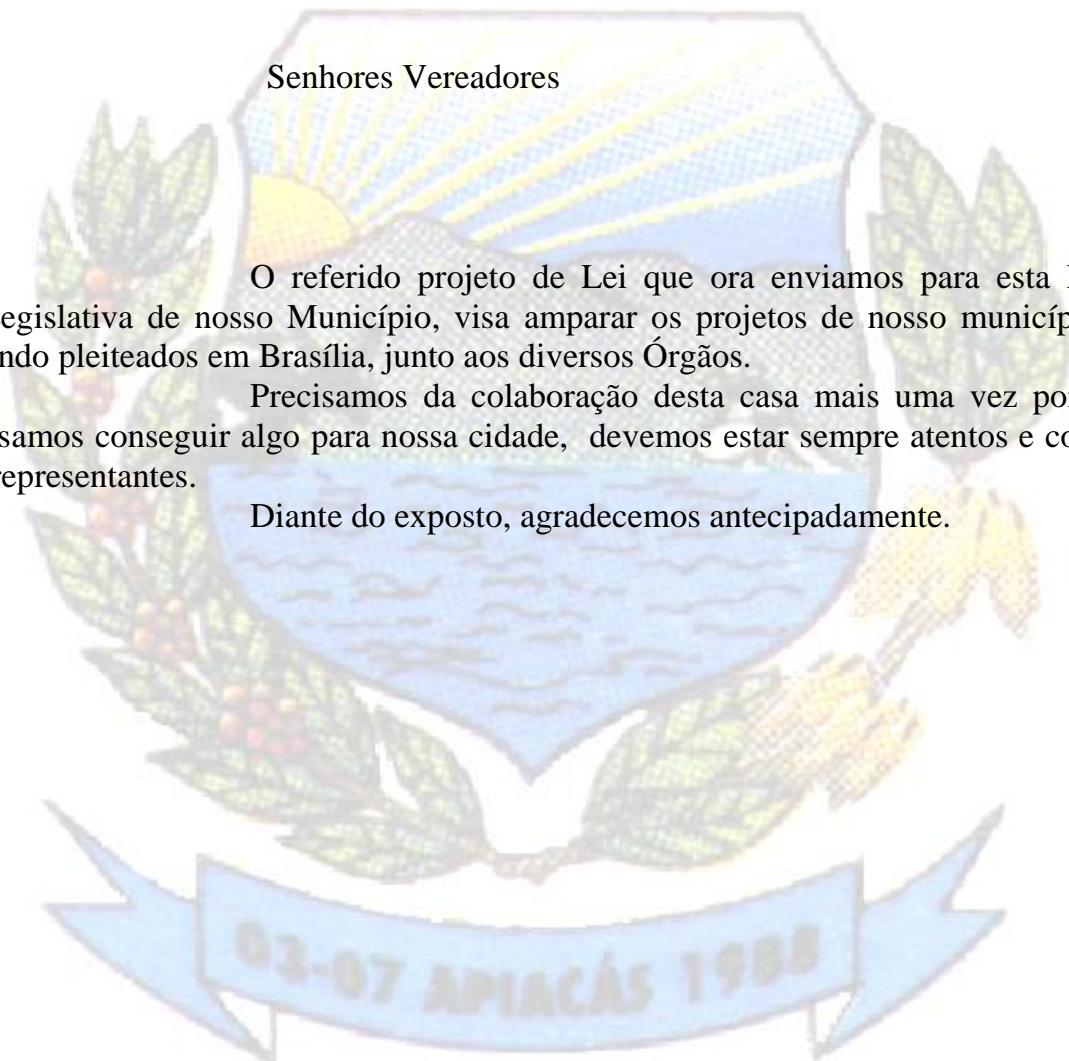 Senhores Vereadores
O referido projeto de Lei que ora enviamos para esta
Legislativa de nosso Município, visa amparar os projetos de nosso municíp
ndo pleiteados em Brasília, junto aos diversos Órgãos.
Precisamos da colaboração desta casa mais uma vez por
samos conseguir algo para nossa cidade, devemos estar sempre atentos e co
representantes.
Diante do exposto, agradecemos antecipadamente.
03-07 APIACÁS 1988